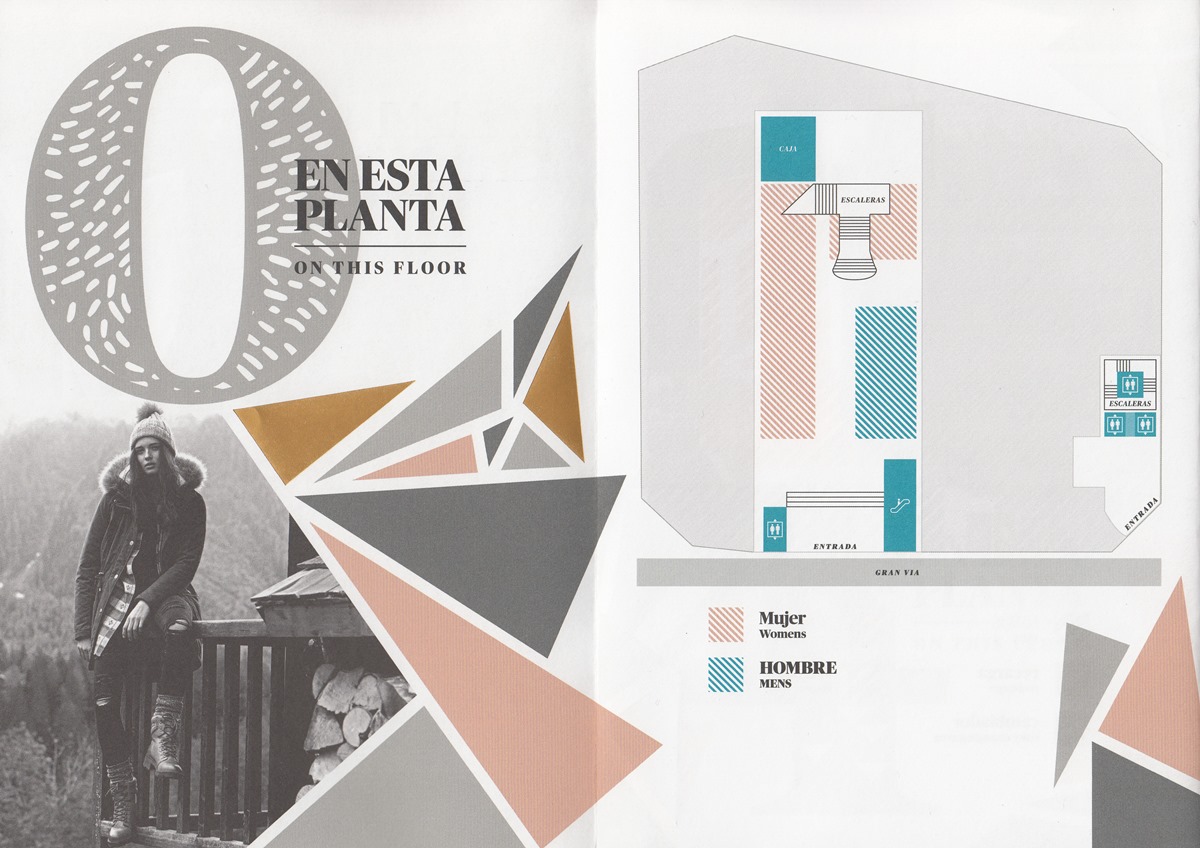 0
EN ESTA
PLANTA
ON THIS FLOOR
CAJA
ESCALERAS
ESCALERAS
ENTRADA
ENTRADA
GRAN VIA
Mujer
Womens
HOMBRE
MENS